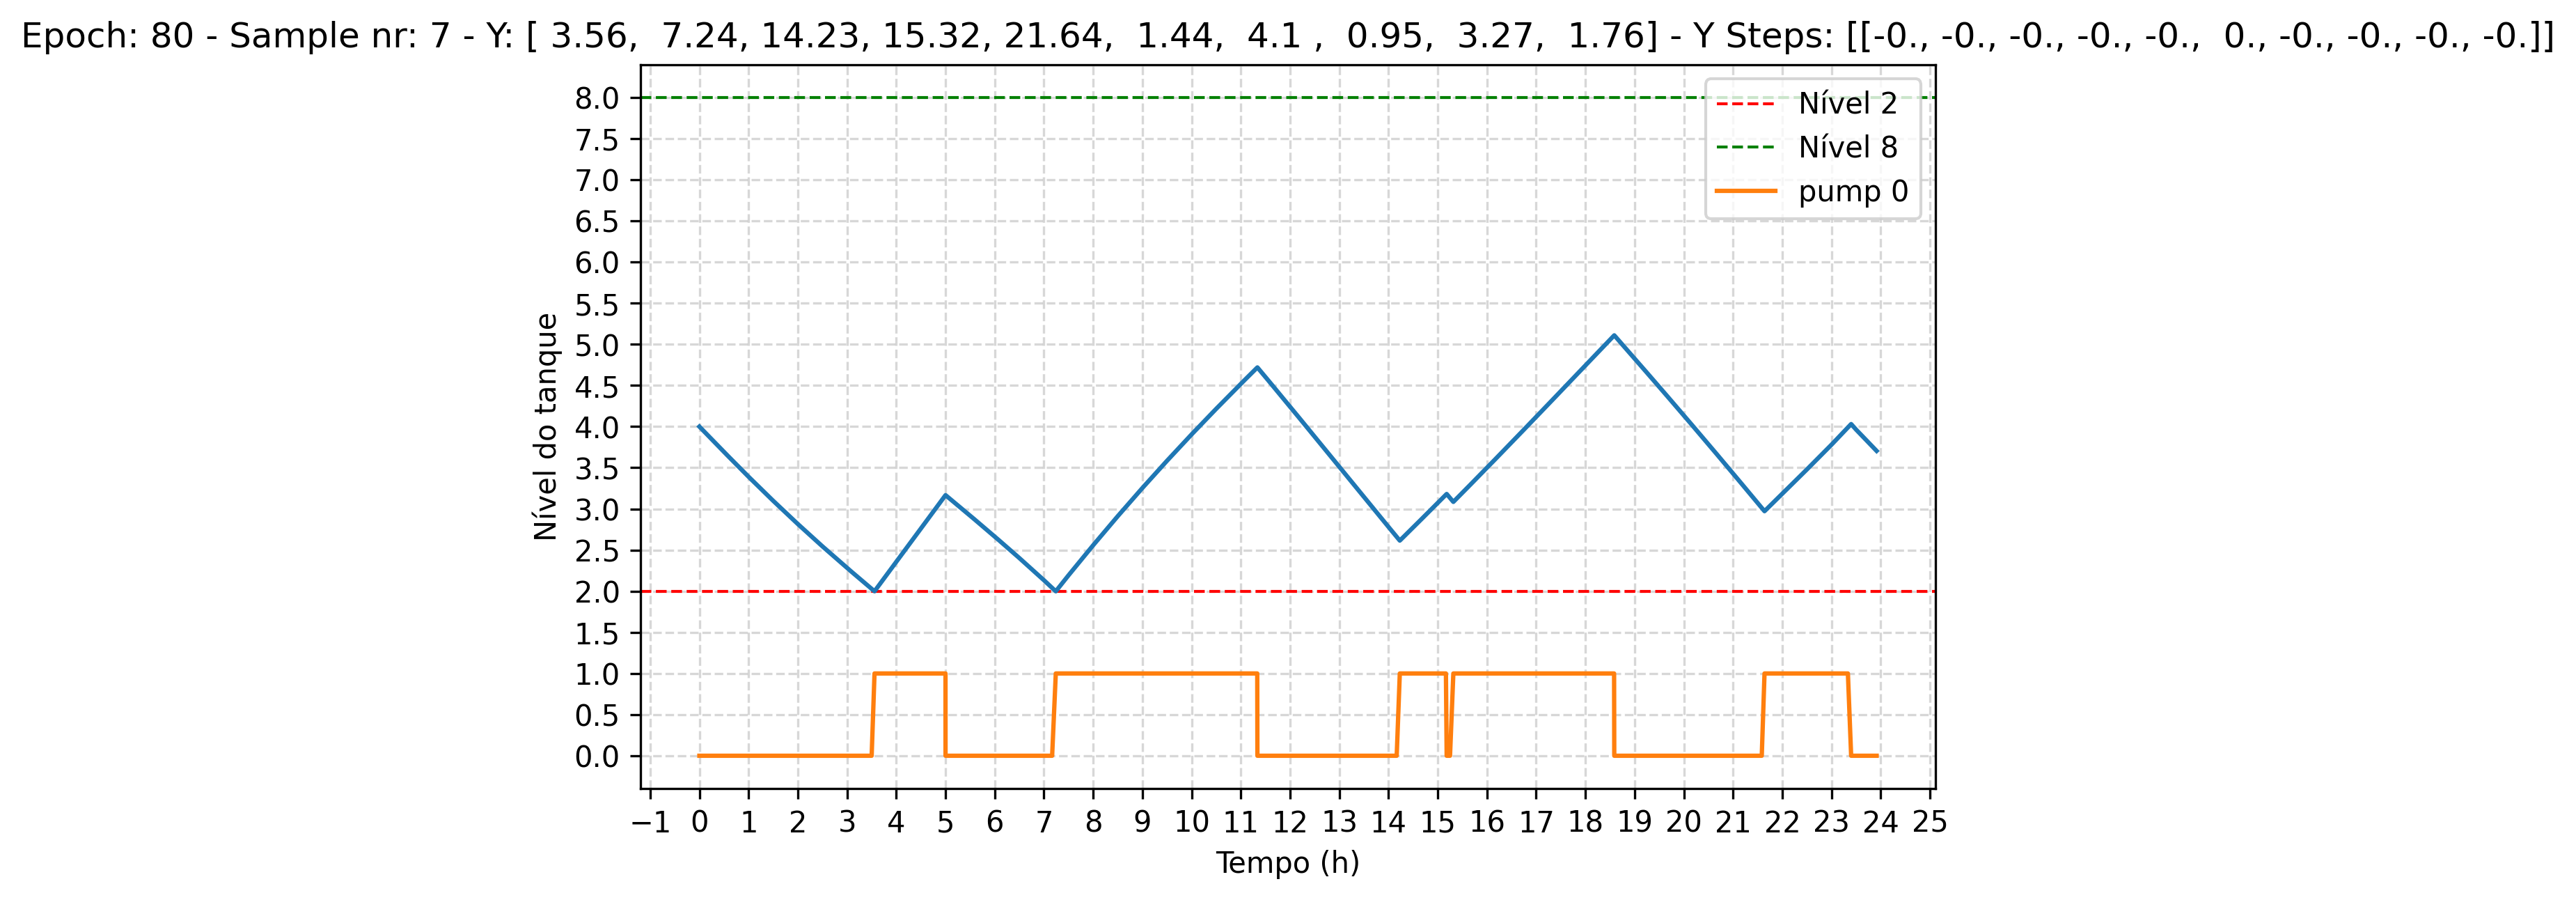 Epoch: 80 - Sample nr: 7 - Y: [ 3.56,  7.24, 14.23, 15.32, 21.64,  1.44,  4.1 ,  0.95,  3.27,  1.76] - Y Steps: [[-0., -0., -0., -0., -0.,  0., -0., -0., -0., -0.]]
8.0
7.5
7.0
6.5
6.0
5.5
5.0
4.5
4.0
3.5
3.0
2.5
2.0
1.5
1.0
0.5
0.0
Nível do tanque
Nível 2
Nível 8
pump 0
−1 0 1 2 3 4 5 6 7 8 9 10 11 12 13 14 15 16 17 18 19 20 21 22 23 24 25
Tempo (h)